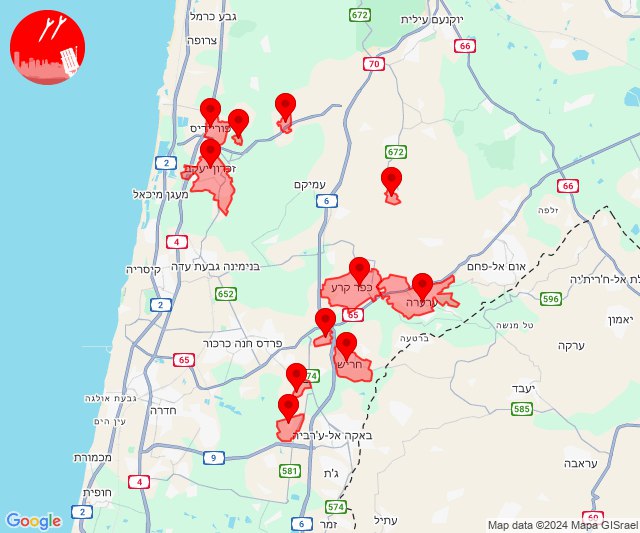 גבע כרמל
צרופה
672
יוקנעם עילית
66
70
פוריידיס
672
2
זכרון יעקב
מעגן מיכאל
עמיקם
6
66
זלפה
4
בנימינה גבעת עדה
קיסריה
אום אל-פחם
652
כפר קרע
ערערה
596
2
65
יאמון
טל מנשה
ברטעה
ערקה
פרדס חנה כרכור
65
חריש
574
יעבד
גבעת אולגה
חדרה
עין הים
585
באקה אל-ע'רביה
מכמורת
9
581
ג'ת
עראבה
4
חופית
574
2
6
זמר
עתיל
60
Google
Map data ©2024 Mapa GISrael